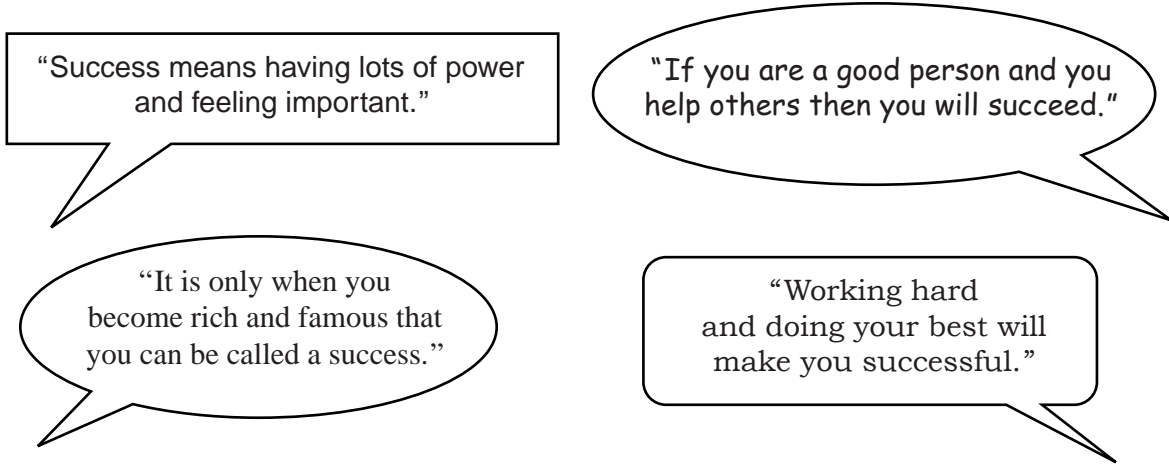 “Success means having lots of power
and feeling important.”
“If you are a good person and you
help others then you will succeed.”
“It is only when you
become rich and famous that
you can be called a success.”
“Working hard
and doing your best will
make you successful.”